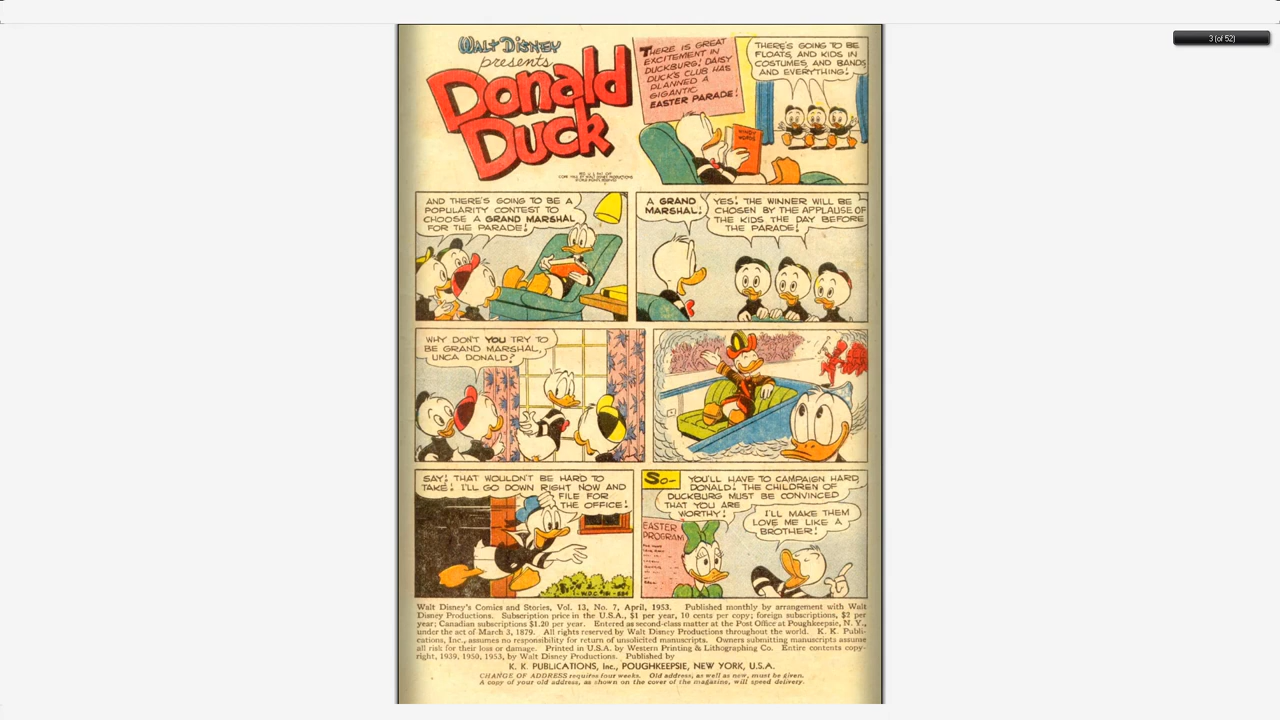 3 (of 52)
WALT DISNEY
presents
Donald
Duck
THERE IS GREAT
EXCITEMENT IN
DUCKBURG! DAISY
DUCK'S CLUB HAS
PLANNED A
GIGANTIC
EASTER PARADE!
THERE'S GOING TO BE
FLOATS, AND KIDS IN
COSTUMES, AND BANDS
AND EVERYTHING!
WINDY
WORDS
AND THERE'S GOING TO BE A
POPULARITY CONTEST TO
CHOOSE A GRAND MARSHAL
FOR THE PARADE!
A GRAND
MARSHAL!
YES! THE WINNER WILL BE
CHOSEN BY THE APPLAUSE OF
THE KIDS THE DAY BEFORE
THE PARADE!
WHY DON'T YOU TRY TO
BE GRAND MARSHAL,
UNCA DONALD?
SAY! THAT WOULDN'T BE HARD TO
TAKE! I'LL GO DOWN RIGHT NOW AND
FILE FOR
THE OFFICE!
SO—
YOU'LL HAVE TO CAMPAIGN HARD,
DONALD! THE CHILDREN OF
DUCKBURG MUST BE CONVINCED
THAT YOU ARE
WORTHY!
I'LL MAKE THEM
LOVE ME LIKE A
BROTHER!
EASTER
PROGRAM
Walt Disney's Comics and Stories, Vol. 13, No. 7, April, 1953. Published monthly by arrangement with Walt
Disney Productions. Subscription price in the U.S.A., $1 per year, 10 cents per copy; foreign subscriptions, $2 per
year; Canadian subscriptions $1.20 per year. Entered as second-class matter at the Post Office at Poughkeepsie, N. Y.,
under the act of March 3, 1879. All rights reserved by Walt Disney Productions throughout the world. K. K. Publi-
cations, Inc., assumes no responsibility for return of unsolicited manuscripts. Owners submitting manuscripts assume
all risk for their loss or damage. Printed in U.S.A. by Western Printing & Lithographing Co. Entire contents copy-
right, 1939, 1950, 1953, by Walt Disney Productions. Published by
K. K. PUBLICATIONS, Inc., POUGHKEEPSIE, NEW YORK, U.S.A.
CHANGE OF ADDRESS requires four weeks. Old address, as well as new, must be given.
A copy of your old address, as shown on the cover of the magazine, will speed delivery.